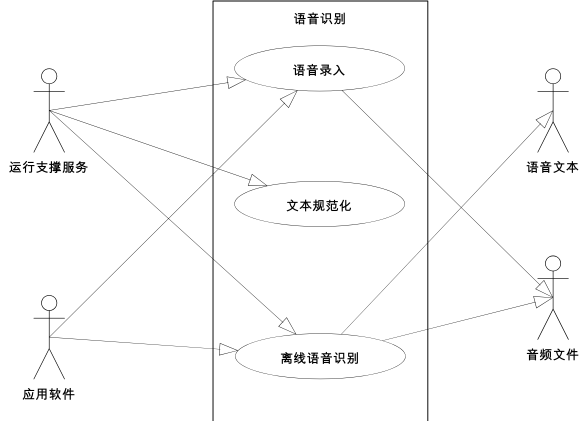 语音识别
语音录入
运行支撑服务
语音文本
文本规范化
离线语音识别
音频文件
应用软件